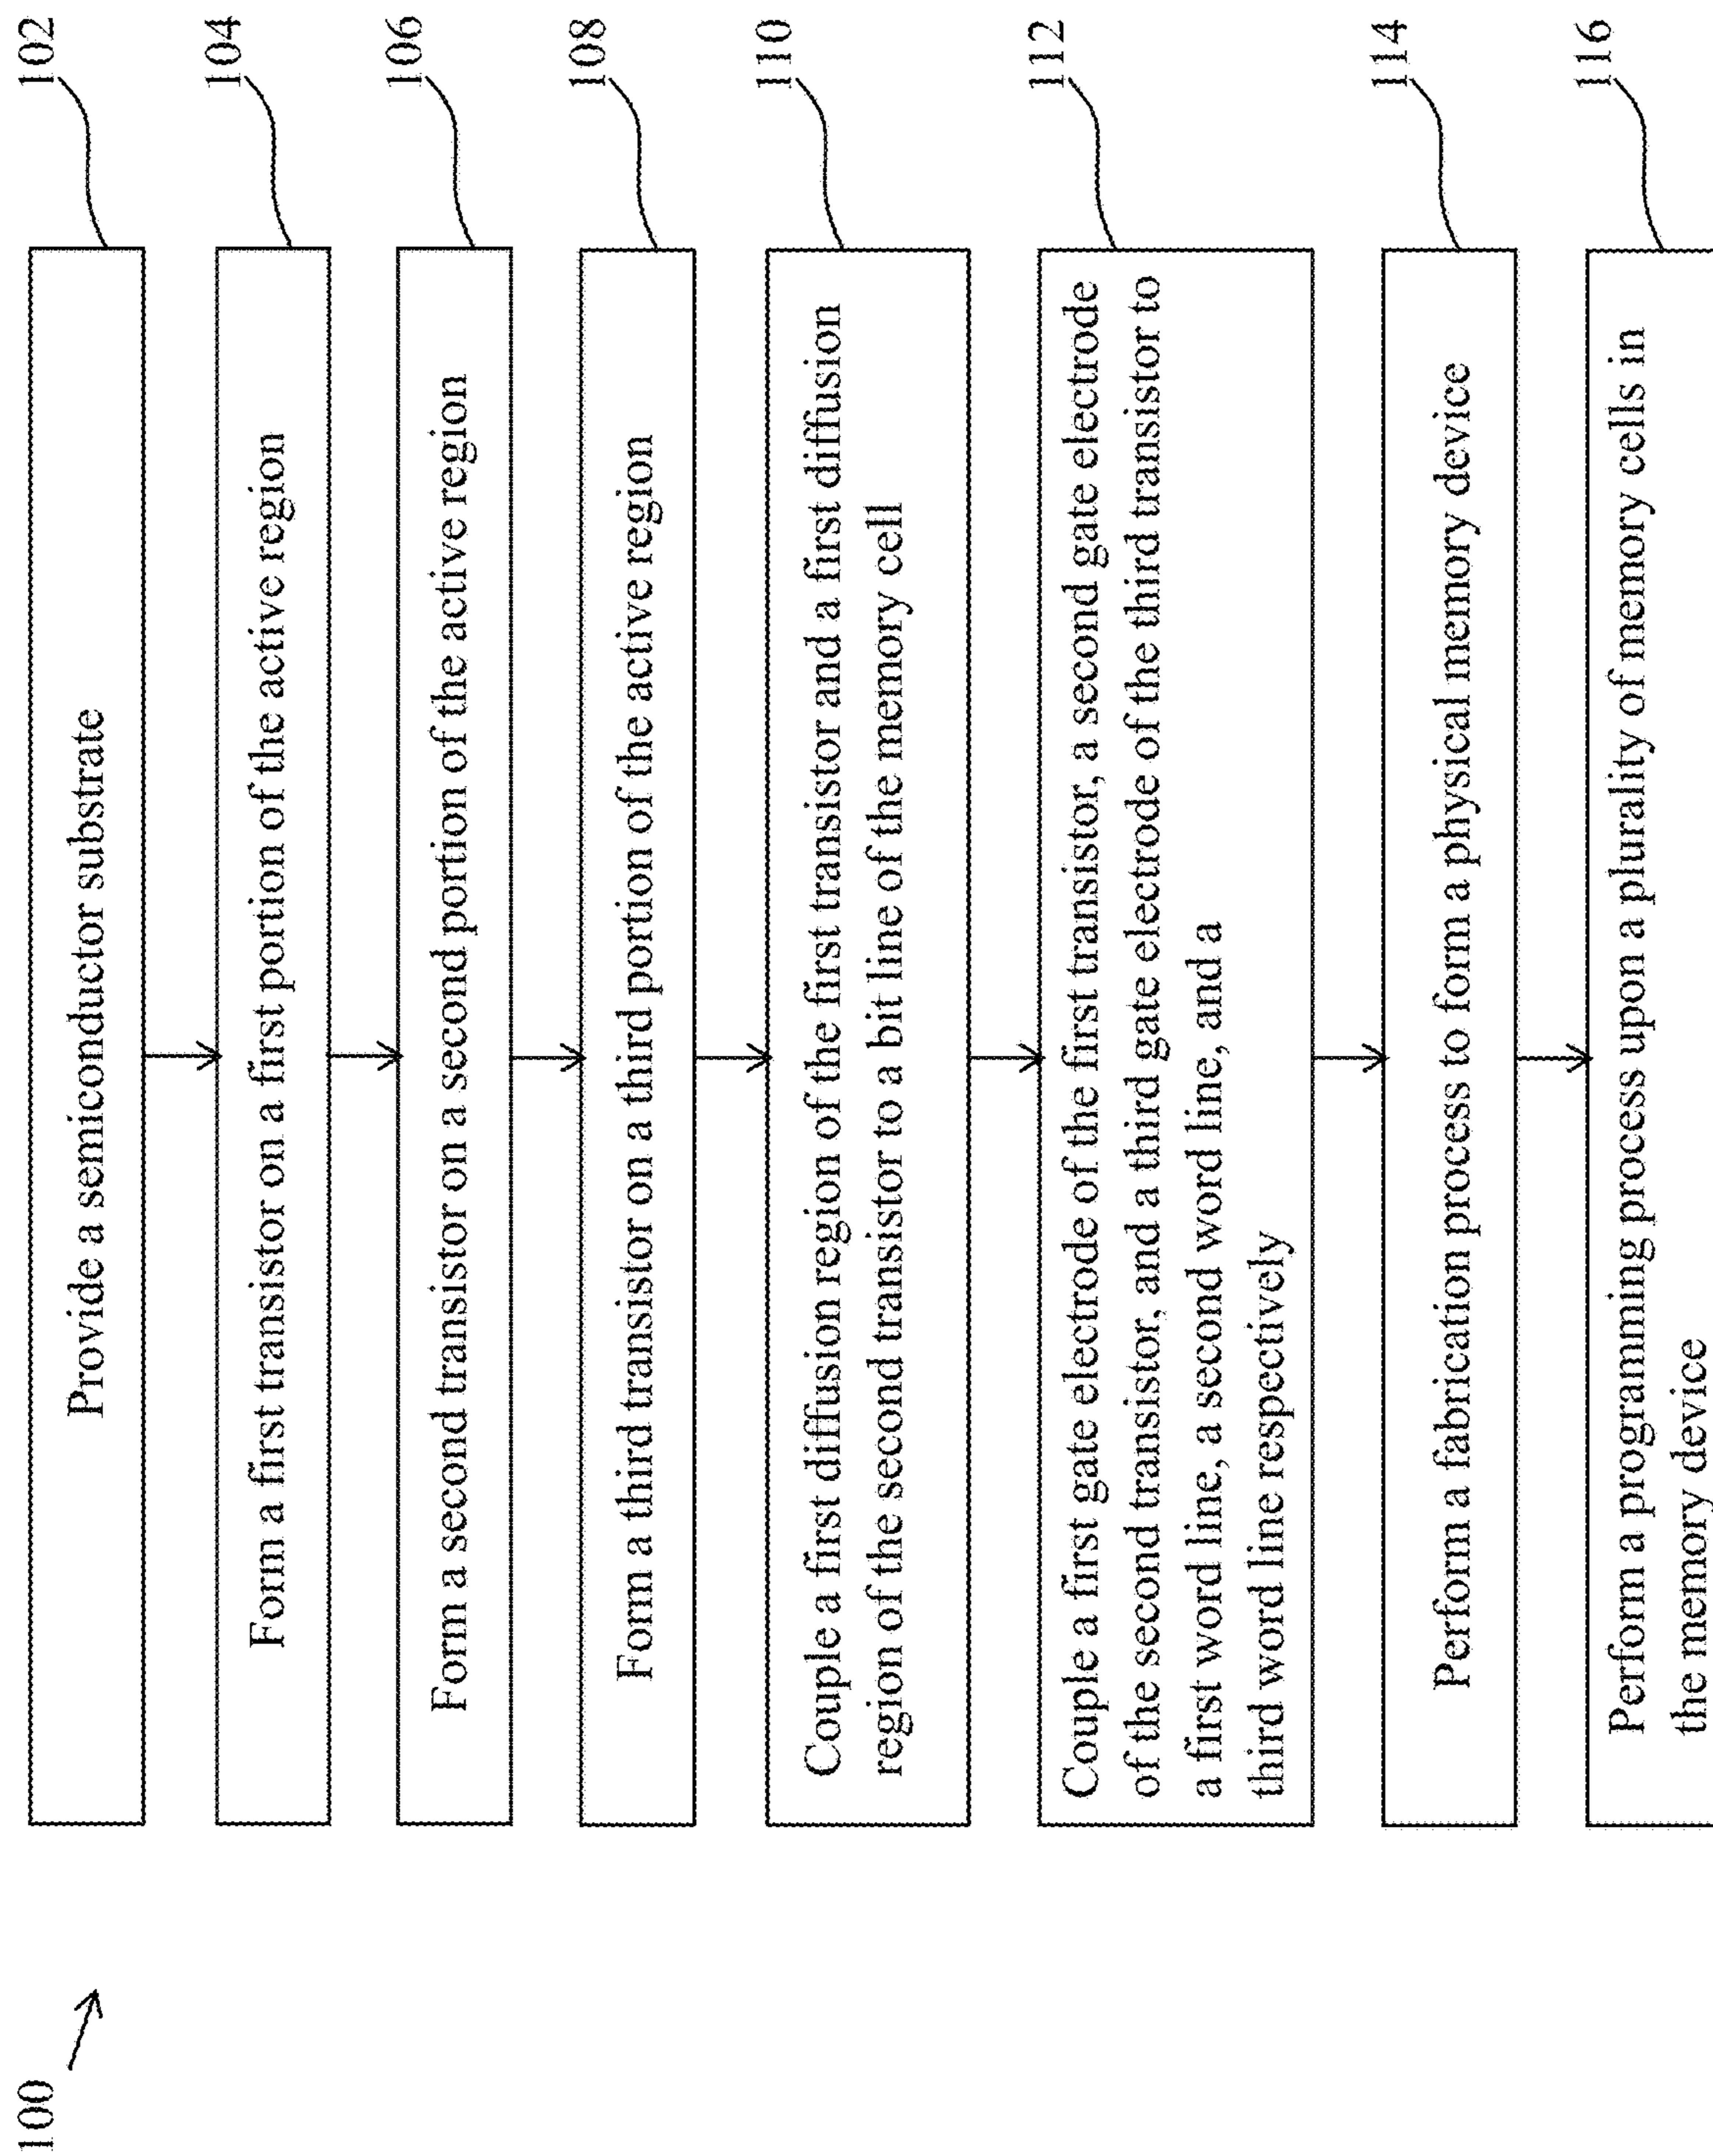 100
102
Provide a semiconductor substrate
104
Form a first transistor on a first portion of the active region
106
Form a second transistor on a second portion of the active region
108
Form a third transistor on a third portion of the active region
110
Couple a first diffusion region of the first transistor and a first diffusion
region of the second transistor to a bit line of the memory cell
112
Couple a first gate electrode of the first transistor, a second gate electrode
of the second transistor, and a third gate electrode of the third transistor to
a first word line, a second word line, and a
third word line respectively
114
Perform a fabrication process to form a physical memory device
116
Perform a programming process upon a plurality of memory cells in
the memory device